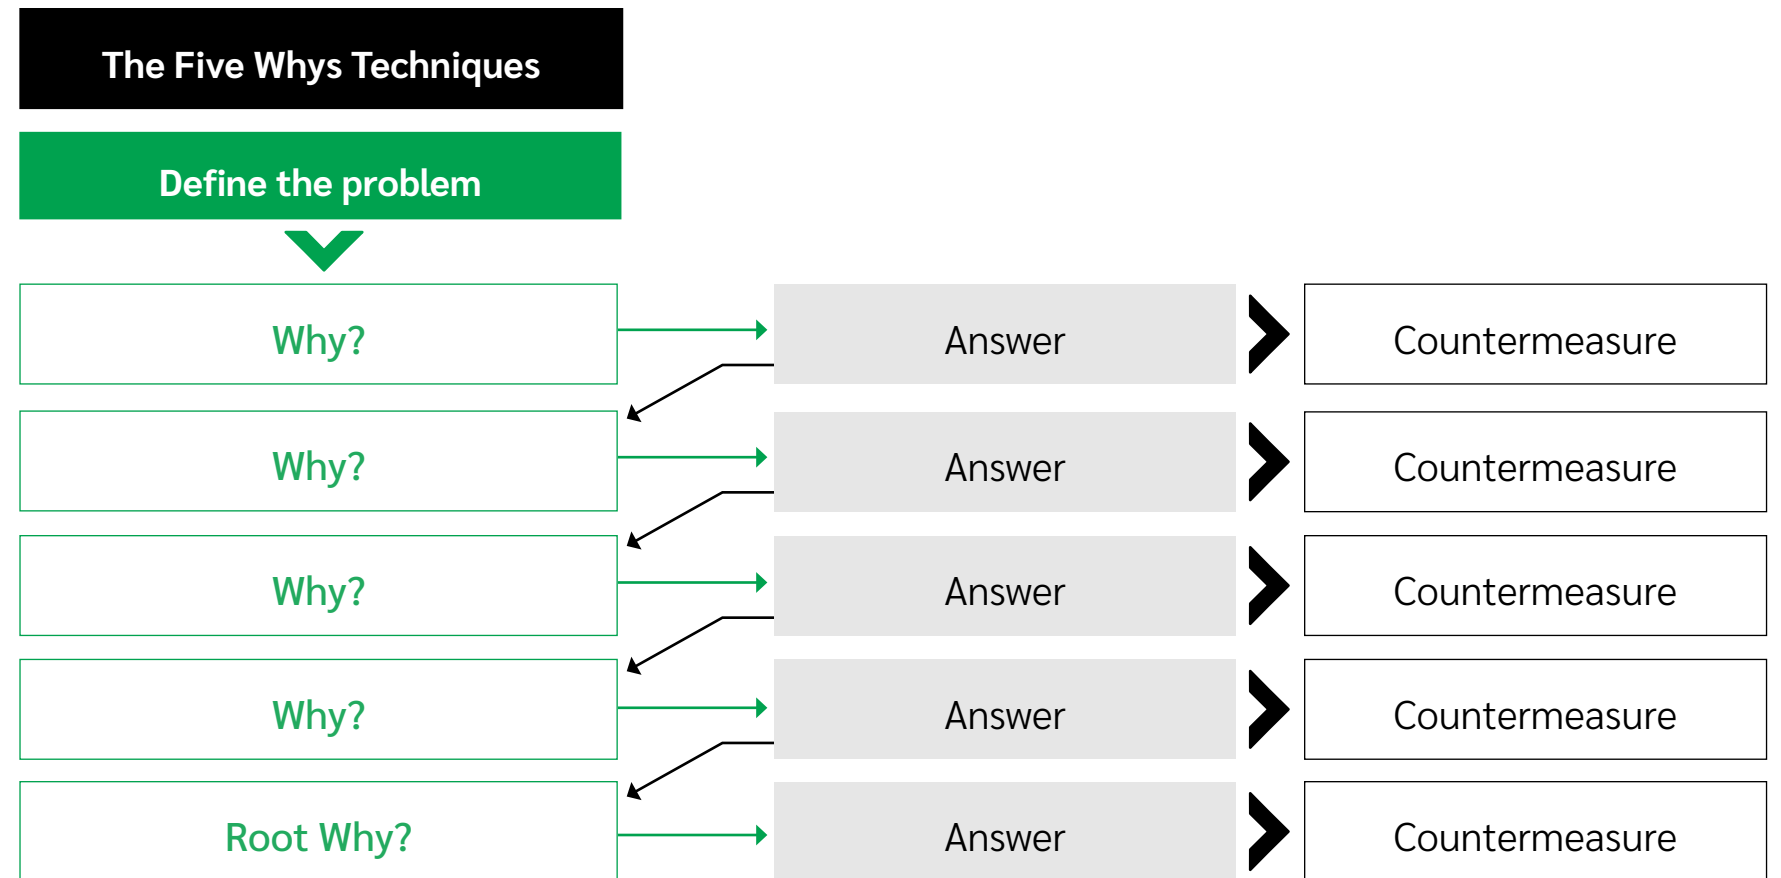 The Five Whys Techniques
Define the problem
Why?
Answer
Countermeasure
Why?
Answer
Countermeasure
Why?
Answer
Countermeasure
Why?
Answer
Countermeasure
Root Why?
Answer
Countermeasure